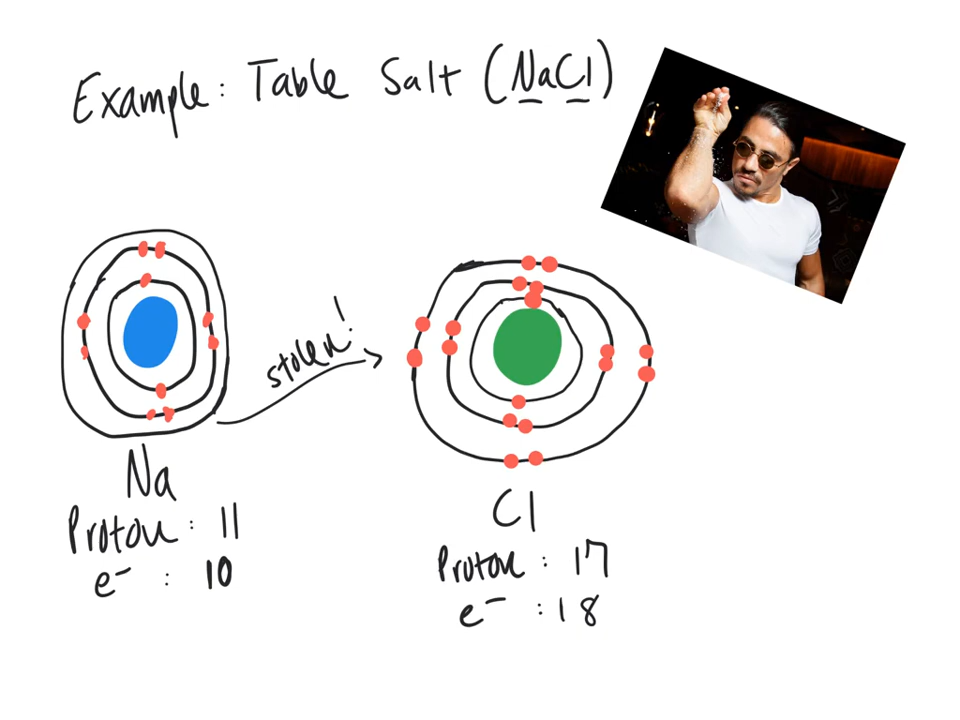 Example: Table Salt (NaCl)
stolen!
Na
Proton : 11
e⁻ : 10
Cl
Proton : 17
e⁻ : 18